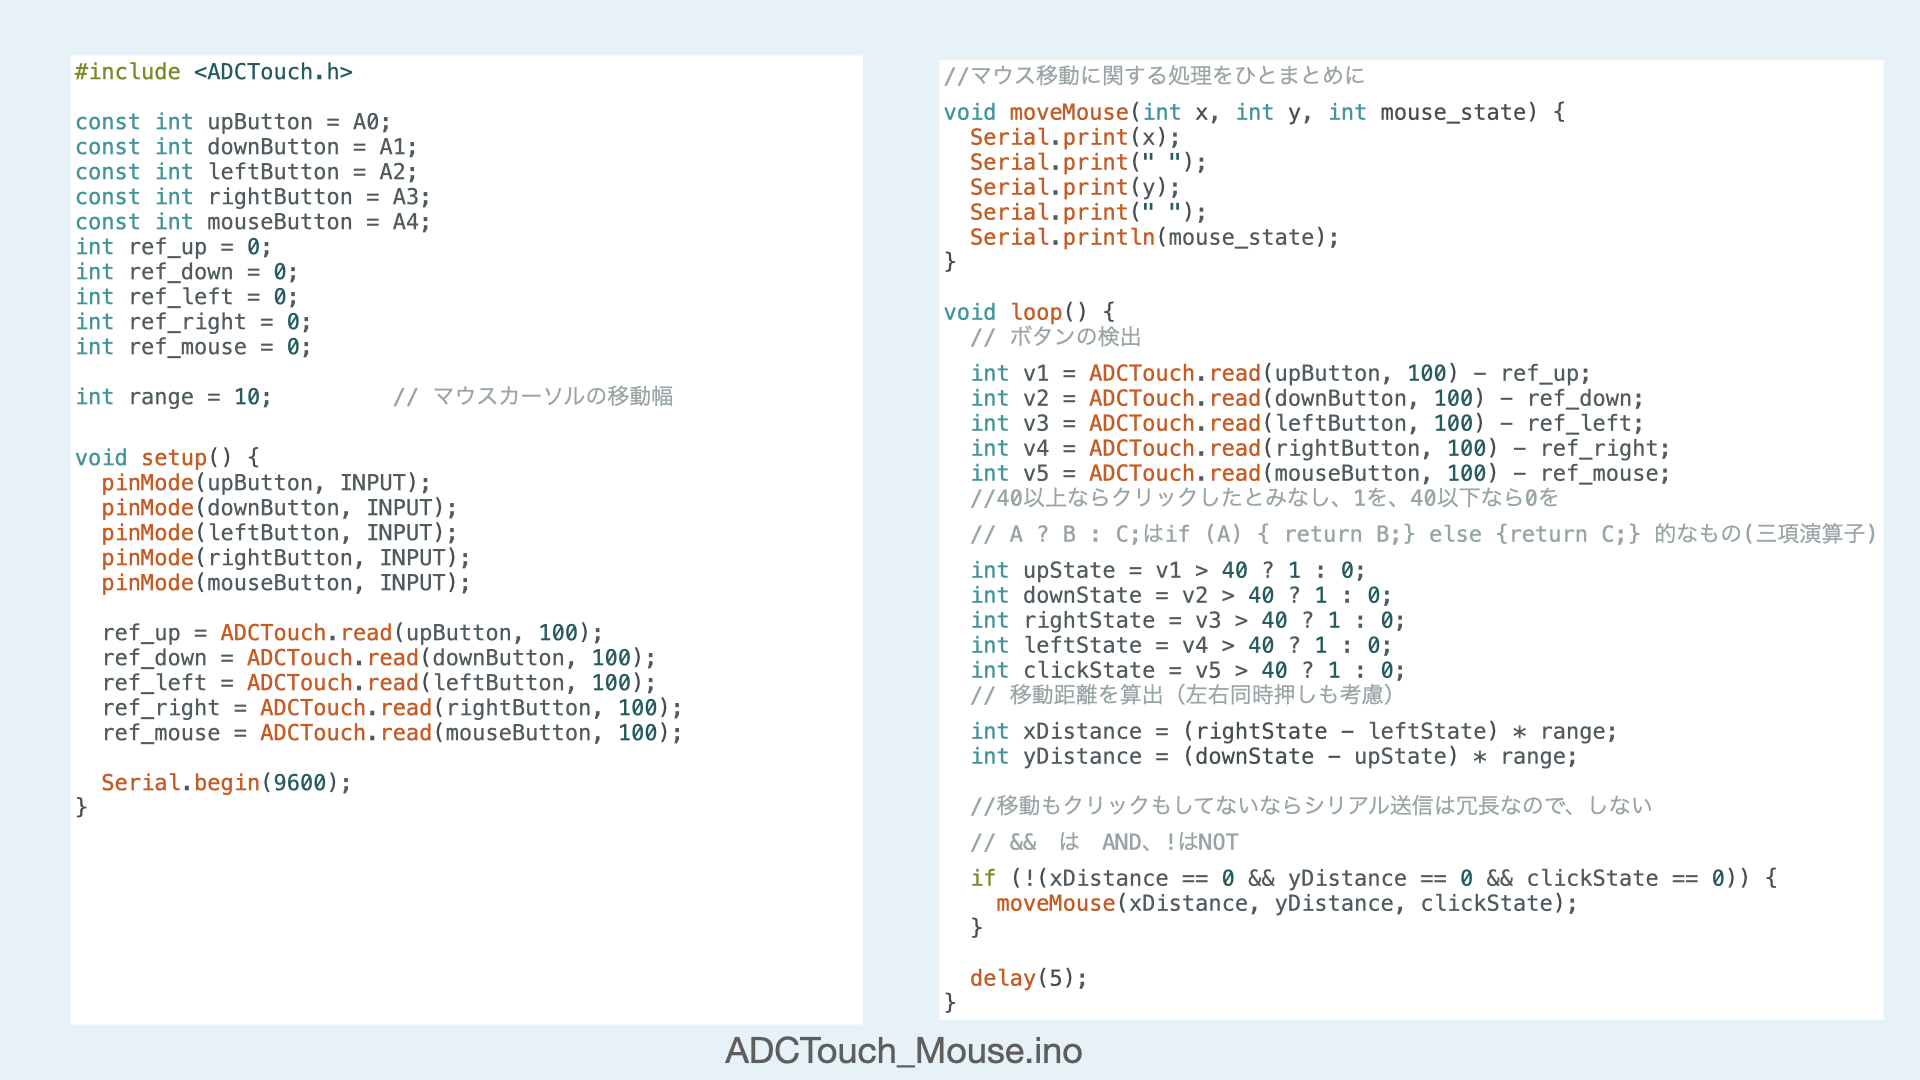 #include <ADCTouch.h>
const int upButton = A0;
const int downButton = A1;
const int leftButton = A2;
const int rightButton = A3;
const int mouseButton = A4;
int ref_up = 0;
int ref_down = 0;
int ref_left = 0;
int ref_right = 0;
int ref_mouse = 0;
int range = 10; // マウスカーソルの移動幅
void setup() {
  pinMode(upButton, INPUT);
  pinMode(downButton, INPUT);
  pinMode(leftButton, INPUT);
  pinMode(rightButton, INPUT);
  pinMode(mouseButton, INPUT);
  ref_up = ADCTouch.read(upButton, 100);
  ref_down = ADCTouch.read(downButton, 100);
  ref_left = ADCTouch.read(leftButton, 100);
  ref_right = ADCTouch.read(rightButton, 100);
  ref_mouse = ADCTouch.read(mouseButton, 100);
  Serial.begin(9600);
}
//マウス移動に関する処理をひとまとめに
void moveMouse(int x, int y, int mouse_state) {
  Serial.print(x);
  Serial.print(" ");
  Serial.print(y);
  Serial.print(" ");
  Serial.println(mouse_state);
}
void loop() {
  // ボタンの検出
  int v1 = ADCTouch.read(upButton, 100) - ref_up;
  int v2 = ADCTouch.read(downButton, 100) - ref_down;
  int v3 = ADCTouch.read(leftButton, 100) - ref_left;
  int v4 = ADCTouch.read(rightButton, 100) - ref_right;
  int v5 = ADCTouch.read(mouseButton, 100) - ref_mouse;
  //40以上ならクリックしたとみなし、1を、40以下なら0を
  // A ? B : C;はif (A) { return B;} else {return C;} 的なもの(三項演算子)
  int upState = v1 > 40 ? 1 : 0;
  int downState = v2 > 40 ? 1 : 0;
  int rightState = v3 > 40 ? 1 : 0;
  int leftState = v4 > 40 ? 1 : 0;
  int clickState = v5 > 40 ? 1 : 0;
  // 移動距離を算出（左右同時押しも考慮）
  int xDistance = (rightState - leftState) * range;
  int yDistance = (downState - upState) * range;
  //移動もクリックもしてないならシリアル送信は冗長なので、しない
  // && は AND、!はNOT
  if (!(xDistance == 0 && yDistance == 0 && clickState == 0)) {
    moveMouse(xDistance, yDistance, clickState);
  }
  delay(5);
}
ADCTouch_Mouse.ino